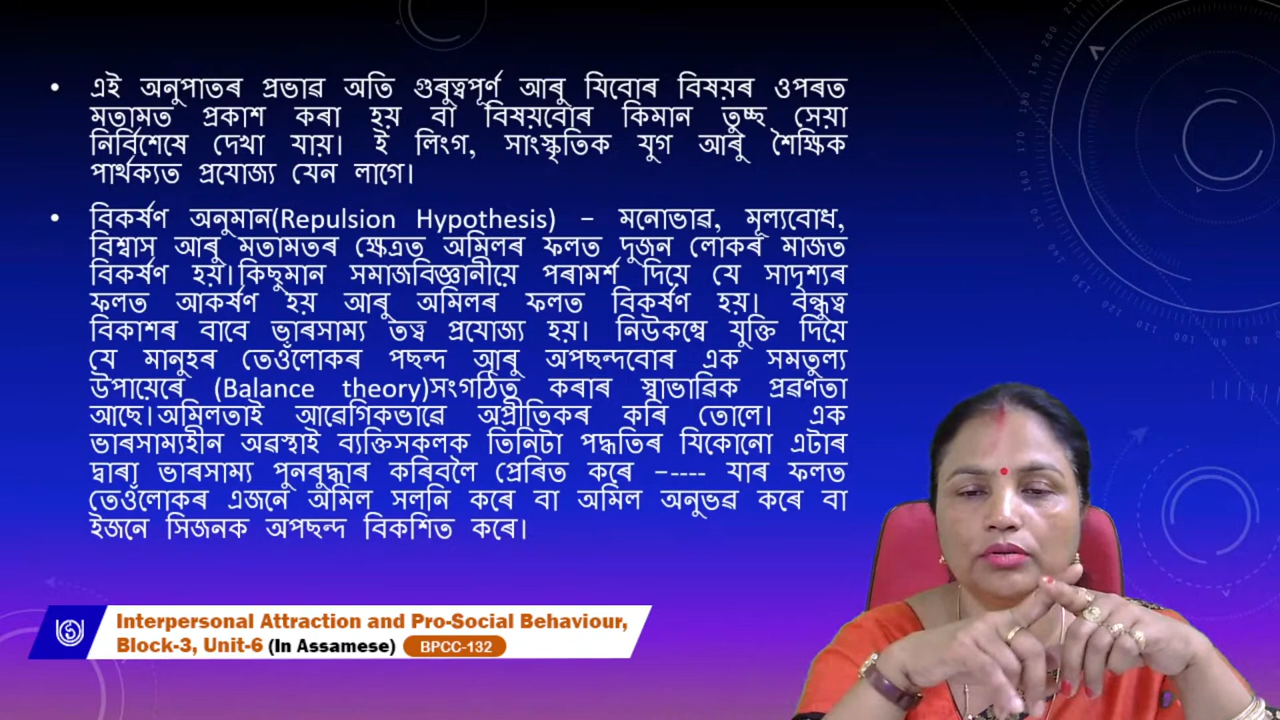 • এই অনুপাতৰ প্ৰভাৱ অতি গুৰুত্বপূৰ্ণ আৰু যিবোৰ বিষয়ৰ ওপৰত
মতামত প্ৰকাশ কৰা হয় বা বিষয়বোৰ কিমান তুচ্ছ সেয়া
নিৰ্বিশেষে দেখা যায়। ই লিংগ, সাংস্কৃতিক যুগ আৰু শৈক্ষিক
পাৰ্থক্যত প্ৰযোজ্য যেন লাগে।
• বিকৰ্ষণ অনুমান(Repulsion Hypothesis) – মনোভাৱ, মূল্যবোধ,
বিশ্বাস আৰু মতামতৰ ক্ষেত্ৰত অমিলৰ ফলত দুজন লোকৰ মাজত
বিকৰ্ষণ হয়।কিছুমান সমাজবিজ্ঞানীয়ে পৰামৰ্শ দিয়ে যে সাদৃশ্যৰ
ফলত আকৰ্ষণ হয় আৰু অমিলৰ ফলত বিকৰ্ষণ হয়। বন্ধুত্ব
বিকাশৰ বাবে ভাৰসাম্য তত্ব প্ৰযোজ্য হয়। নিউকম্বে যুক্তি দিয়ে
যে মানুহৰ তেওঁলোকৰ পছন্দ আৰু অপছন্দবোৰ এক সমতুল্য
উপায়েৰে (Balance theory)সংগঠিত কৰাৰ স্বাভাৱিক প্ৰৱণতা
আছে।অমিলতাই আৱেগিকভাৱে অপ্ৰীতিকৰ কৰি তোলে। এক
ভাৰসাম্যহীন অৱস্থাই ব্যক্তিসকলক তিনিটা পদ্ধতিৰ যিকোনো এটাৰ
দ্বাৰা ভাৰসাম্য পুনৰুদ্ধাৰ কৰিবলৈ প্ৰেৰিত কৰে –---- যাৰ ফলত
তেওঁলোকৰ এজনে অমিল সলনি কৰে বা অমিল অনুভৱ কৰে বা
ইজনে সিজনক অপছন্দ বিকশিত কৰে।
Interpersonal Attraction and Pro-Social Behaviour,
Block-3, Unit-6 (In Assamese) BPCC-132